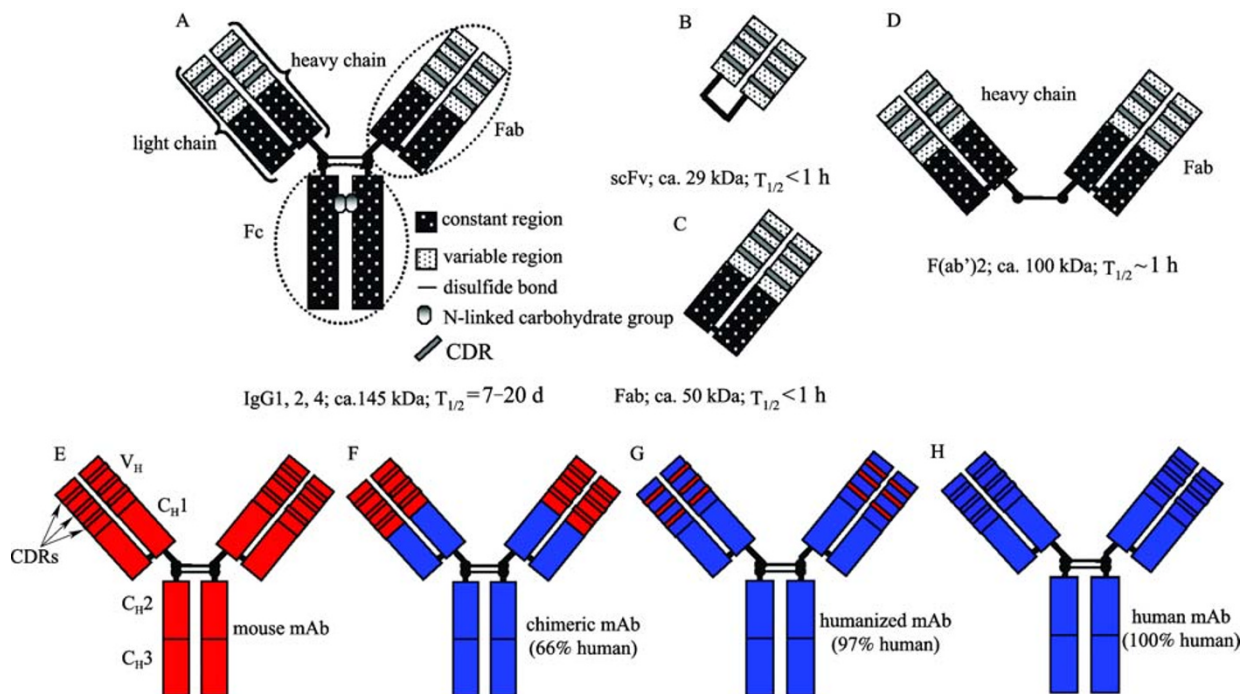 A
heavy chain
light chain
Fab
Fc
constant region
variable region
disulfide bond
N-linked carbohydrate group
CDR
IgG1, 2, 4; ca.145 kDa; T1/2=7–20 d
B
scFv; ca. 29 kDa; T1/2<1 h
C
Fab; ca. 50 kDa; T1/2<1 h
D
heavy chain
Fab
F(ab')2; ca. 100 kDa; T1/2~1 h
E
VH
CH1
CDRs
CH2
CH3
mouse mAb
F
chimeric mAb
(66% human)
G
humanized mAb
(97% human)
H
human mAb
(100% human)